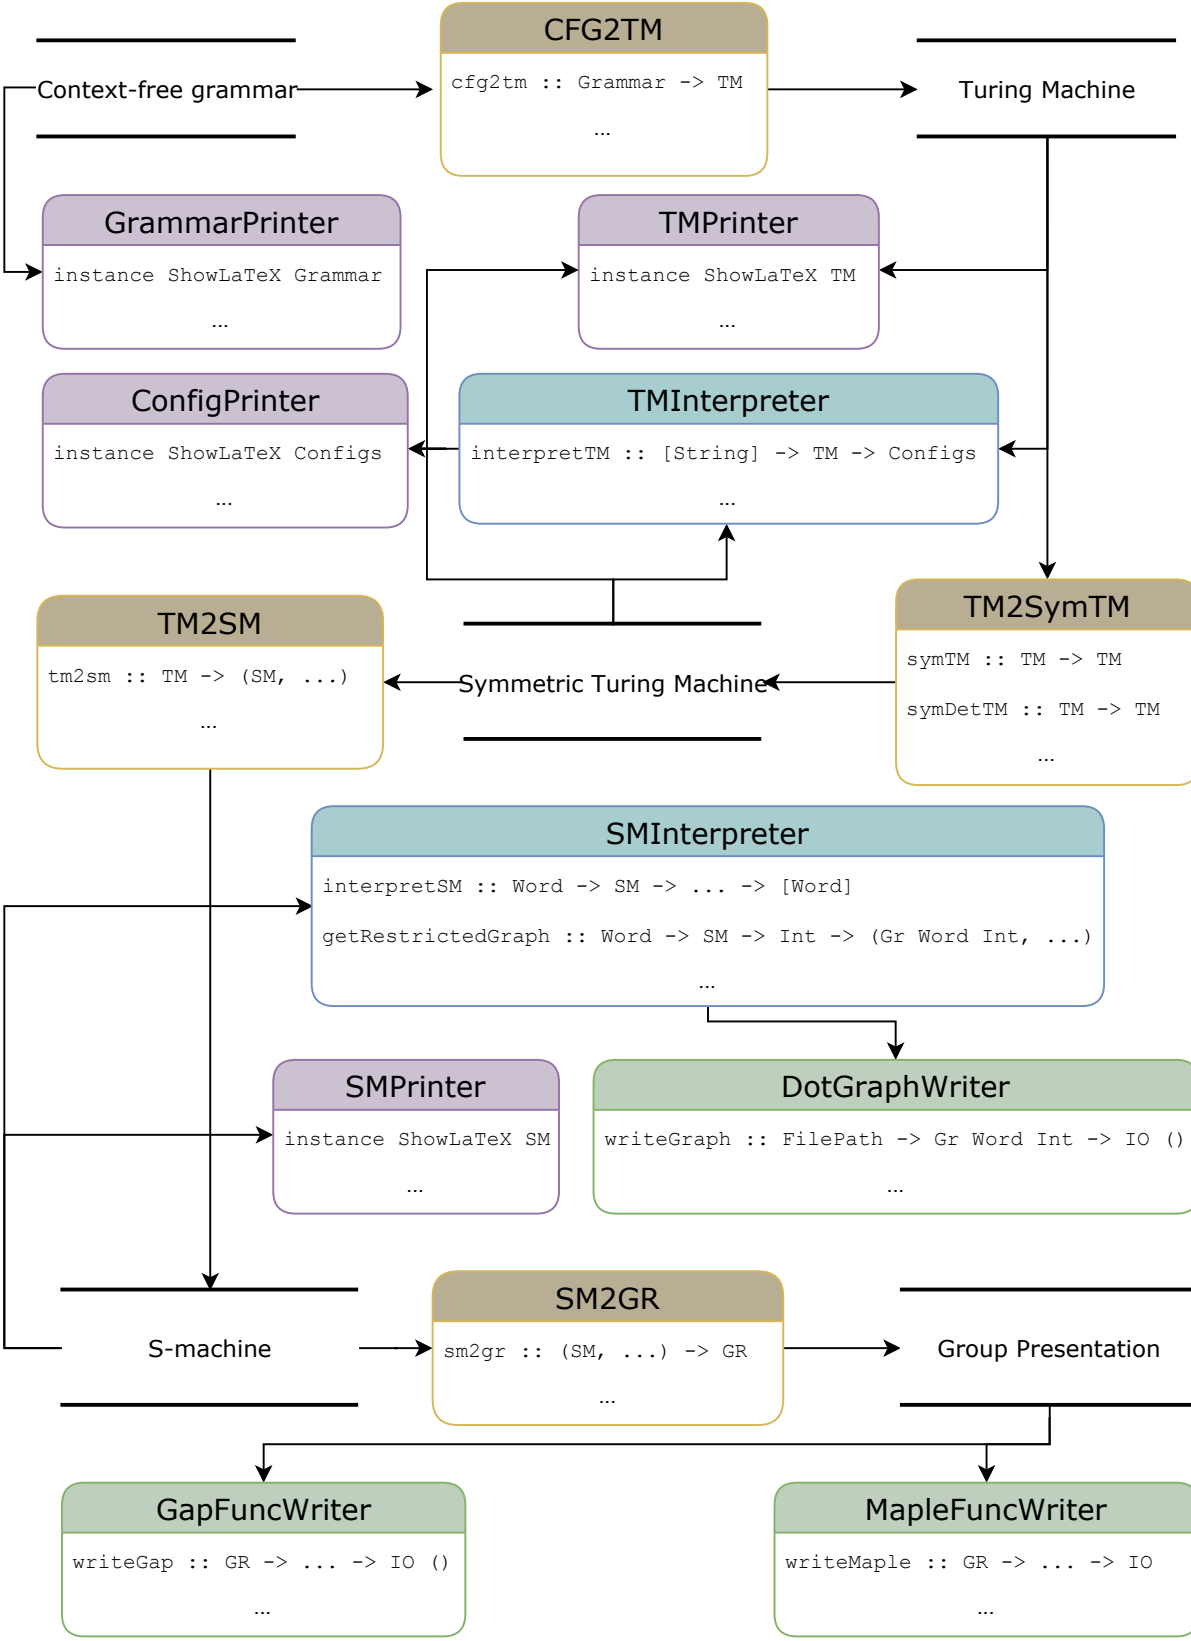 CFG2TM
Context-free grammar
cfg2tm :: Grammar -> TM
...
Turing Machine
GrammarPrinter
instance ShowLaTeX Grammar
...
TMPrinter
instance ShowLaTeX TM
...
ConfigPrinter
instance ShowLaTeX Configs
...
TMInterpreter
interpretTM :: [String] -> TM -> Configs
...
TM2SM
tm2sm :: TM -> (SM, ...)
...
Symmetric Turing Machine
TM2SymTM
symTM :: TM -> TM
symDetTM :: TM -> TM
...
SMInterpreter
interpretSM :: Word -> SM -> ... -> [Word]
getRestrictedGraph :: Word -> SM -> Int -> (Gr Word Int, ...)
...
SMPrinter
instance ShowLaTeX SM
...
DotGraphWriter
writeGraph :: FilePath -> Gr Word Int -> IO ()
...
S-machine
SM2GR
sm2gr :: (SM, ...) -> GR
...
Group Presentation
GapFuncWriter
writeGap :: GR -> ... -> IO ()
...
MapleFuncWriter
writeMaple :: GR -> ... -> IO
...